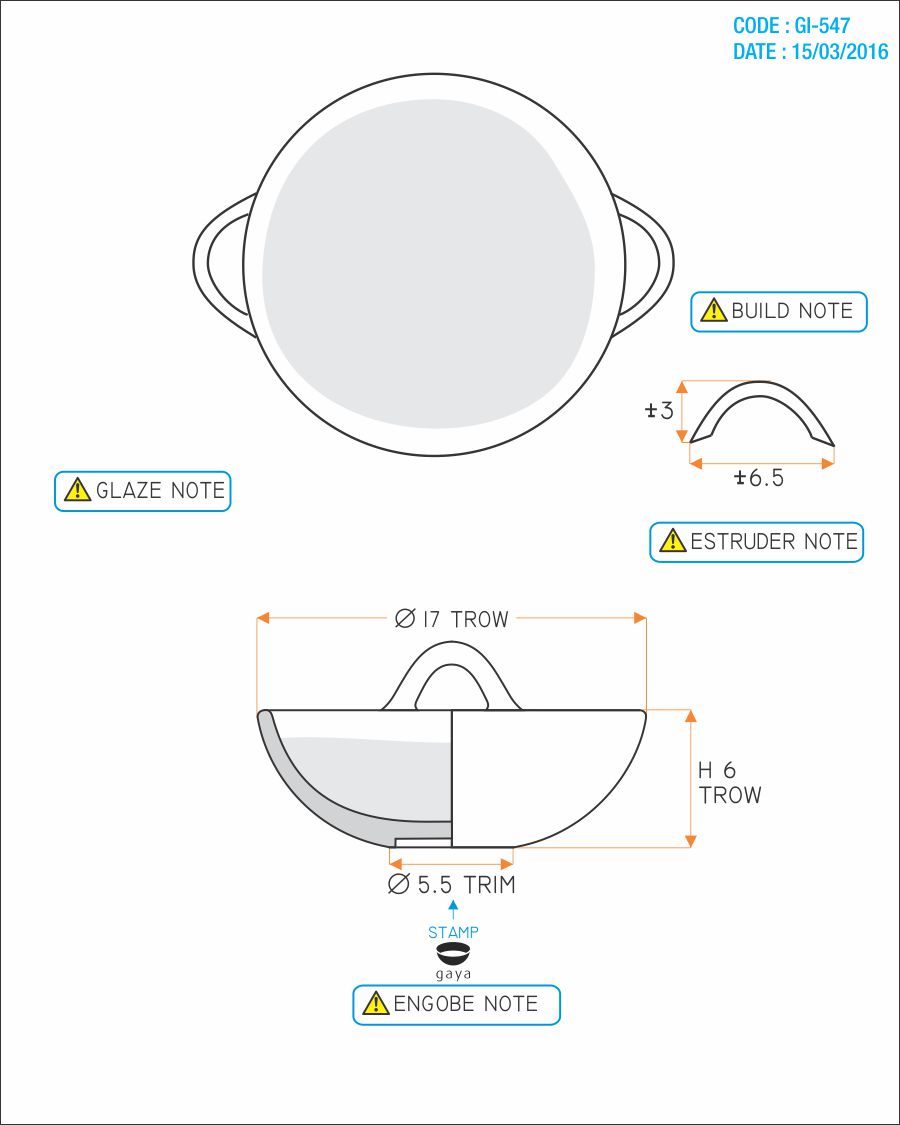 CODE : GI-547
DATE : 15/03/2016
BUILD NOTE
±3
±6.5
GLAZE NOTE
ESTRUDER NOTE
Ø 17 TROW
H 6
TROW
Ø 5.5 TRIM
STAMP
gaya
ENGOBE NOTE